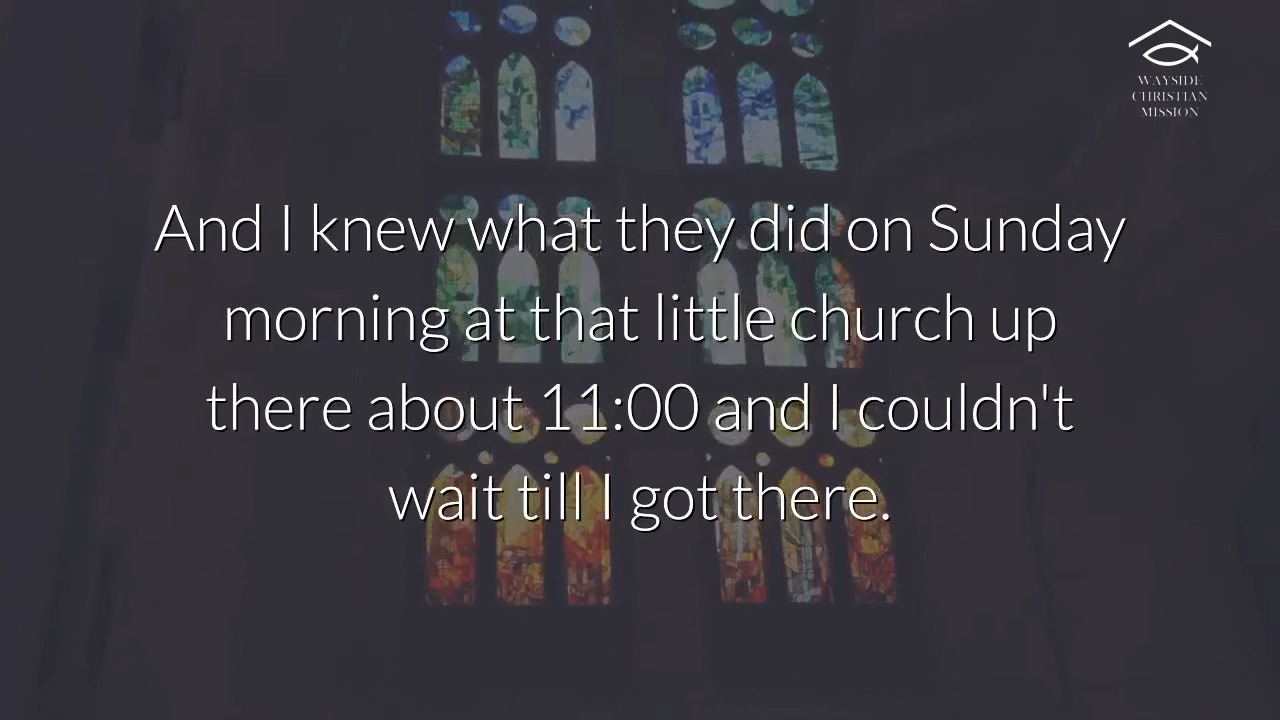 WAYSIDE
CHRISTIAN
MISSION
And I knew what they did on Sunday
morning at that little church up
there about 11:00 and I couldn't
wait till I got there.